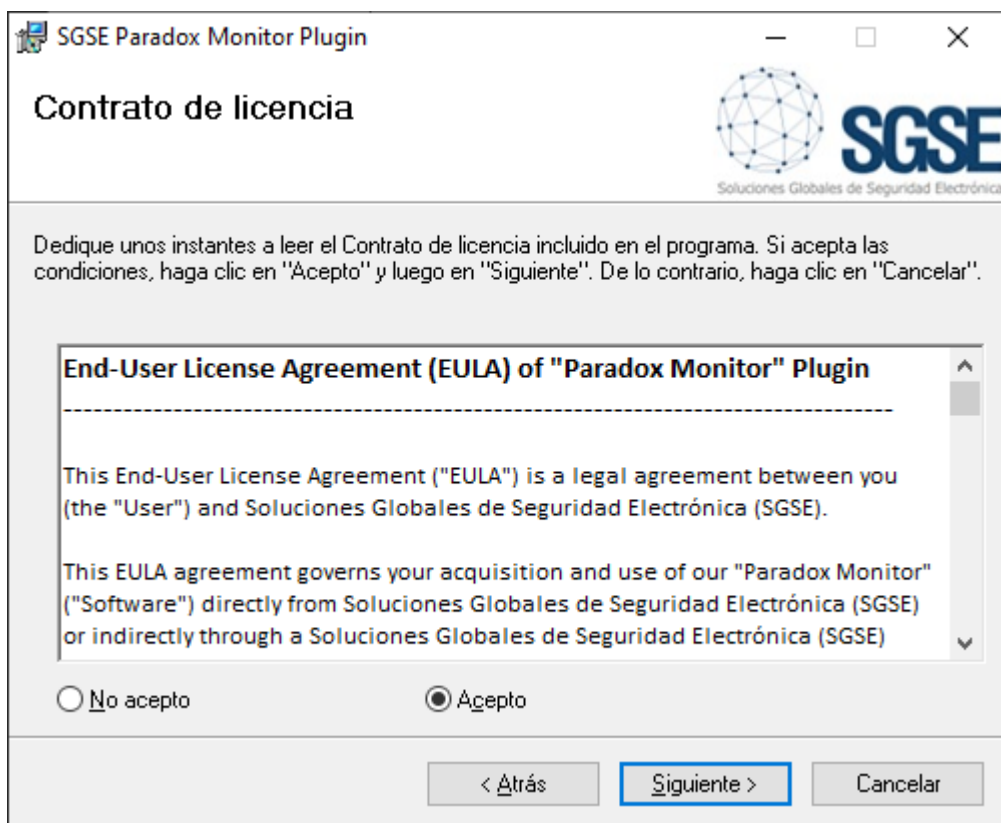 SGSE Paradox Monitor Plugin
Contrato de licencia
SGSE
Soluciones Globales de Seguridad Electrónica
Dedique unos instantes a leer el Contrato de licencia incluido en el programa. Si acepta las
condiciones, haga clic en "Acepto" y luego en "Siguiente". De lo contrario, haga clic en "Cancelar".
End-User License Agreement (EULA) of "Paradox Monitor" Plugin
-----------------------------------------------------------------------------------
This End-User License Agreement ("EULA") is a legal agreement between you
(the "User") and Soluciones Globales de Seguridad Electrónica (SGSE).
This EULA agreement governs your acquisition and use of our "Paradox Monitor"
("Software") directly from Soluciones Globales de Seguridad Electrónica (SGSE)
or indirectly through a Soluciones Globales de Seguridad Electrónica (SGSE)
No acepto
Acepto
< Atrás
Siguiente >
Cancelar